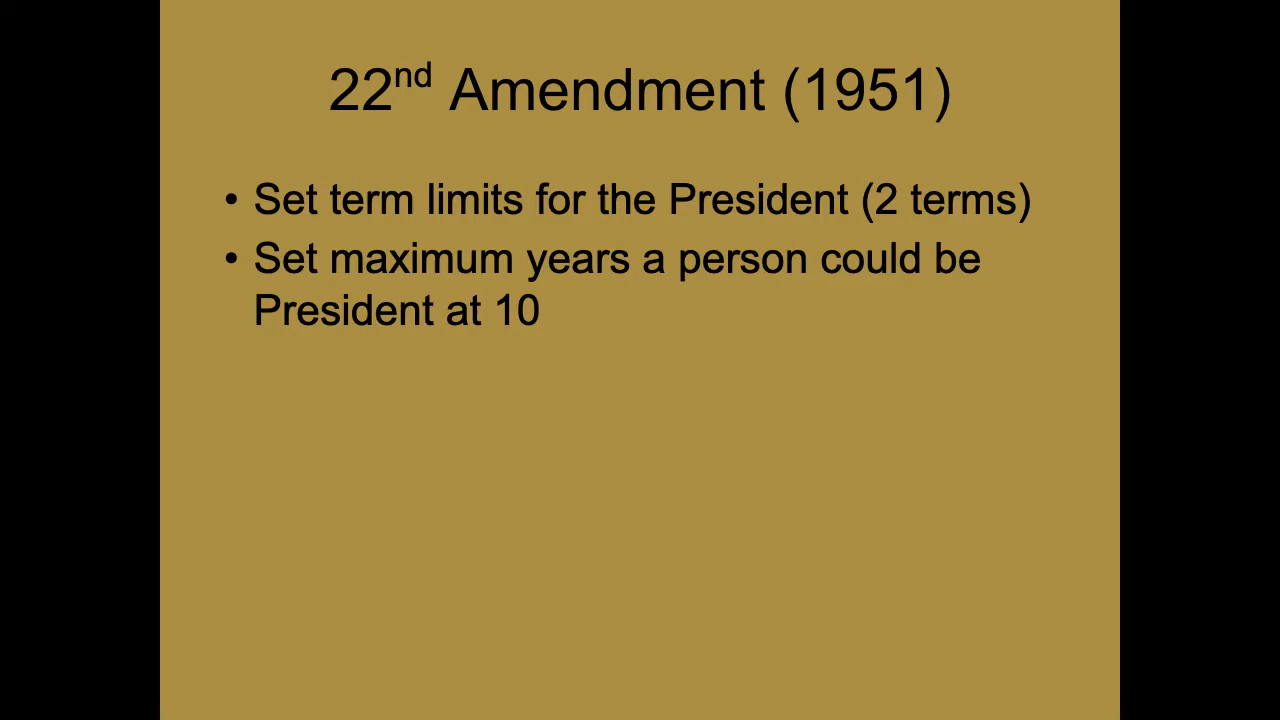 22nd Amendment (1951)
• Set term limits for the President (2 terms)
• Set maximum years a person could be
President at 10